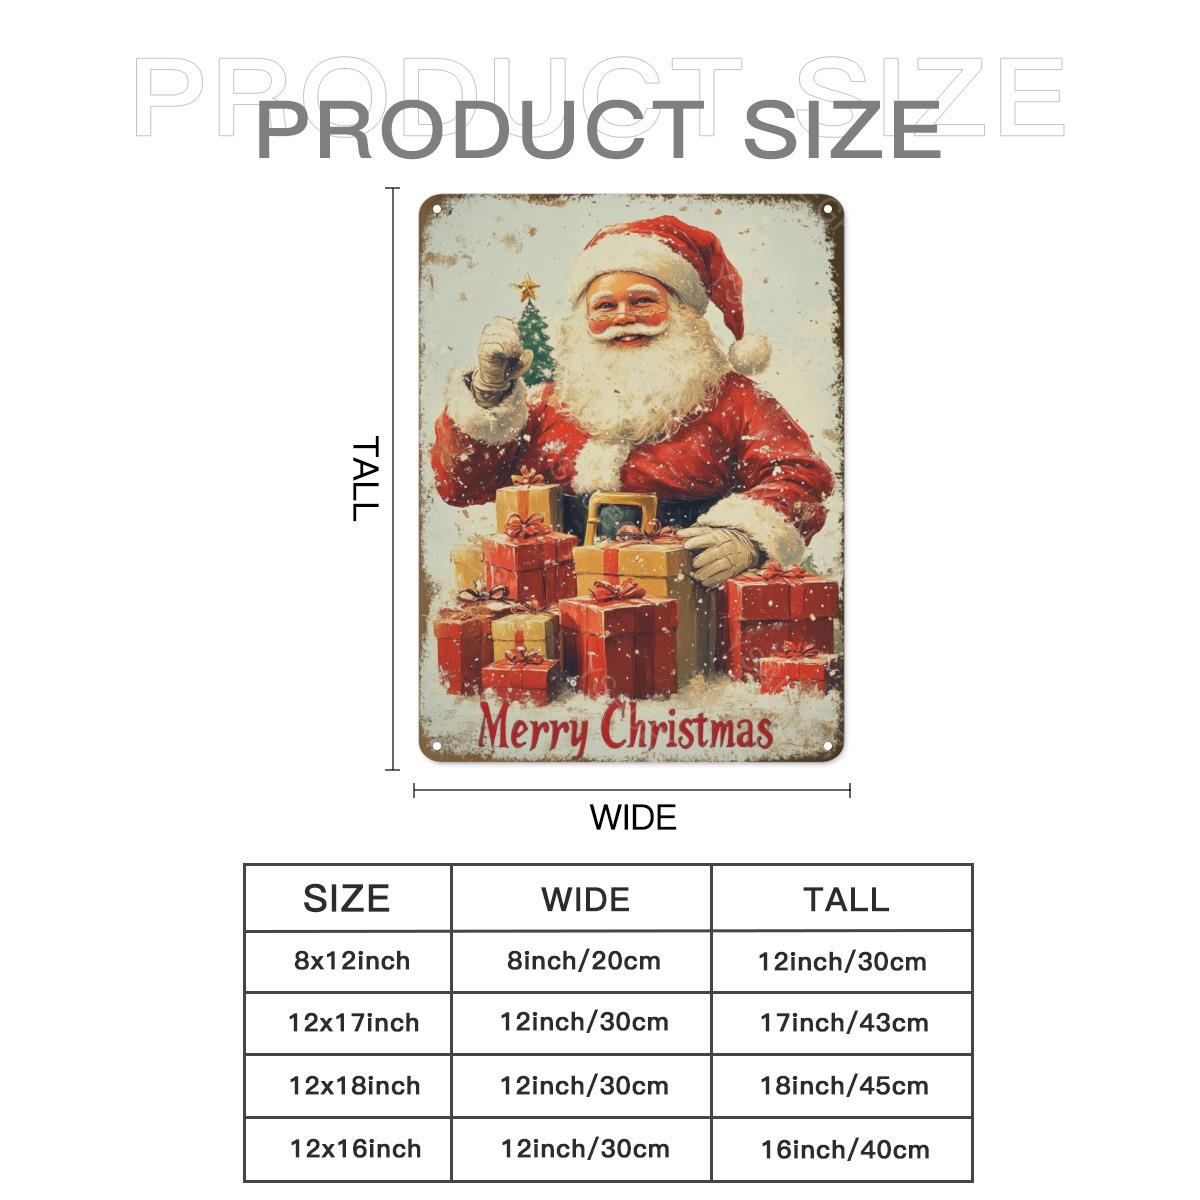 PRODUCT SIZE
PRODUCT SIZE
TALL
Merry Christmas
WIDE
SIZE WIDE TALL
8x12inch 8inch/20cm 12inch/30cm
12x17inch 12inch/30cm 17inch/43cm
12x18inch 12inch/30cm 18inch/45cm
12x16inch 12inch/30cm 16inch/40cm